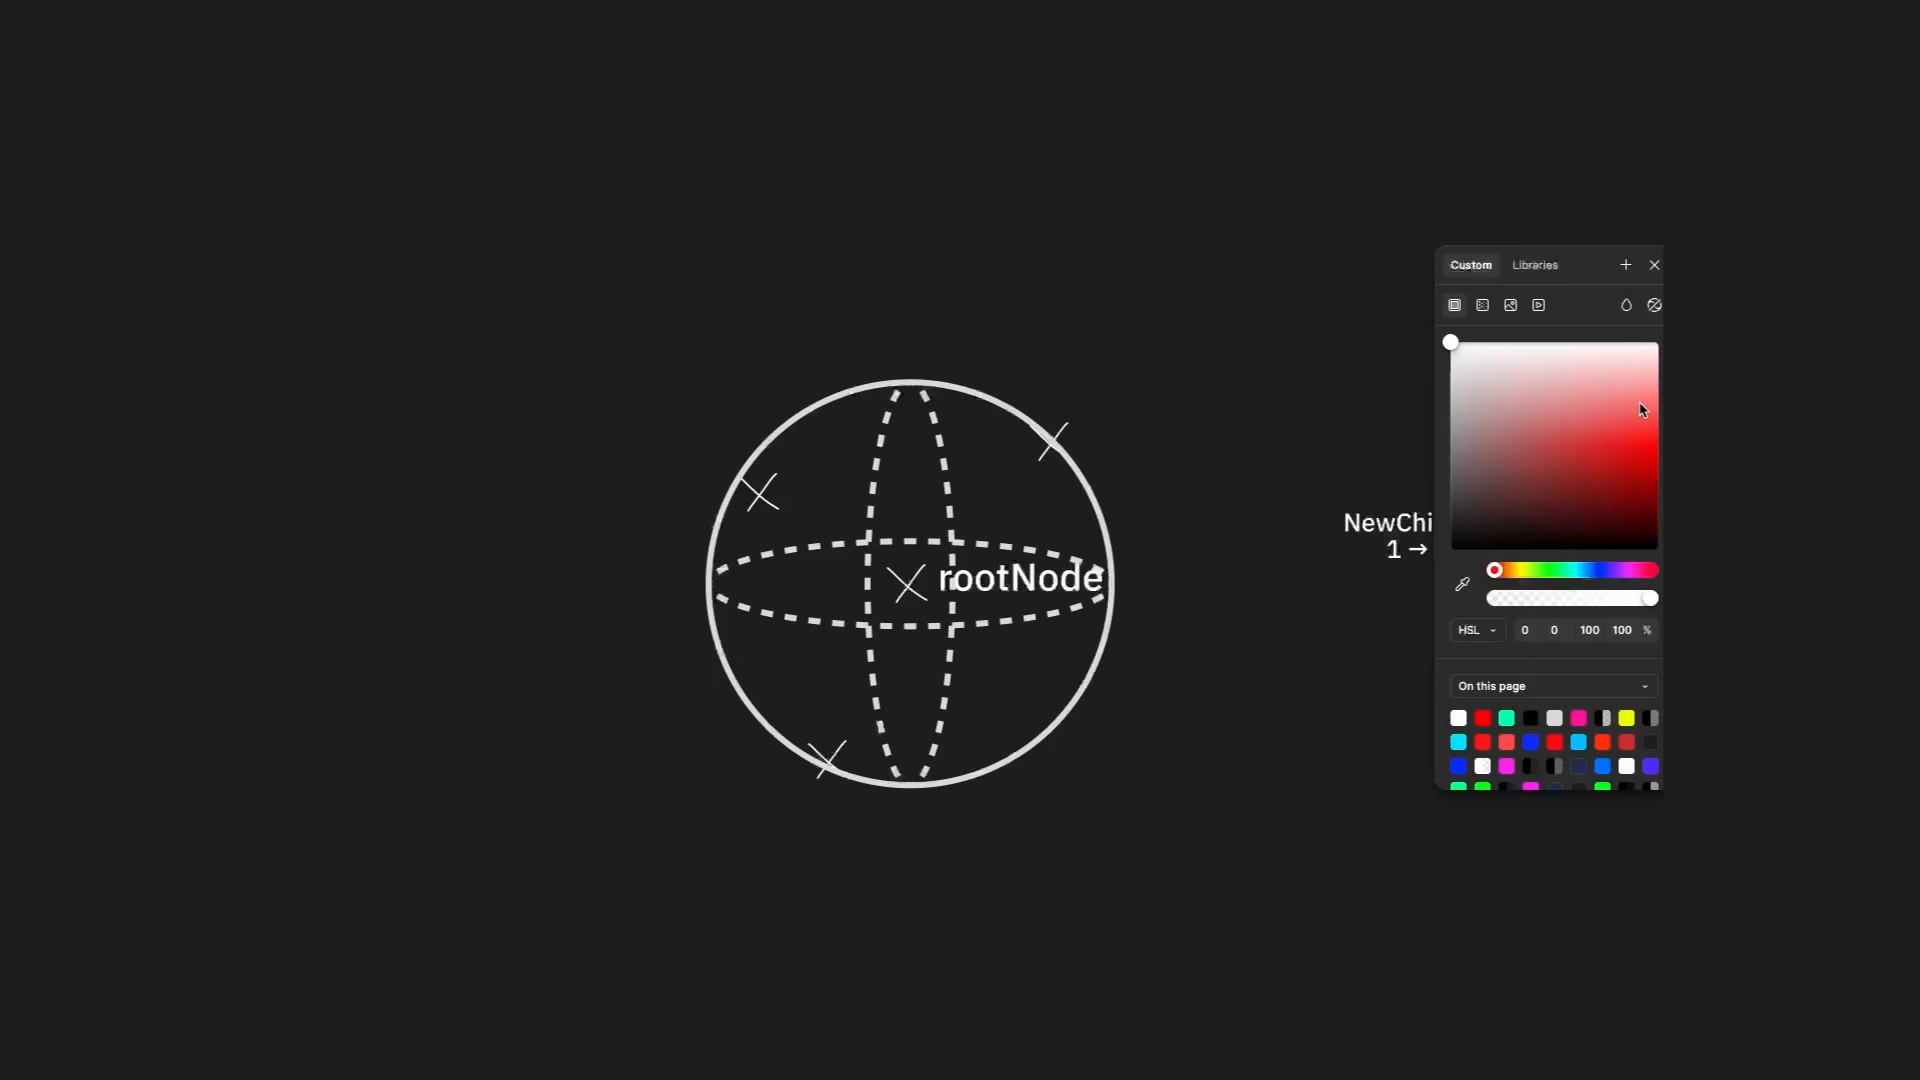 Custom Libraries
NewChi
1 →
rootNode
HSL 0 0 100 100 %
On this page